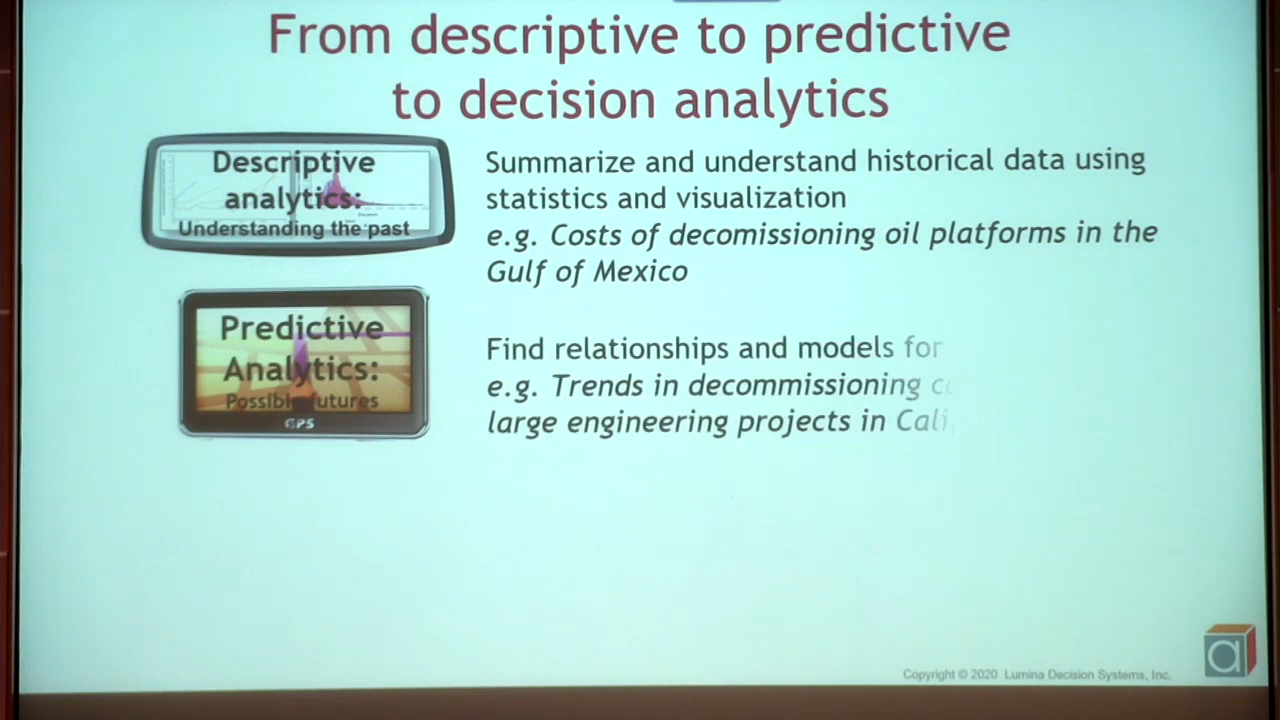 From descriptive to predictive
to decision analytics
Descriptive
analytics:
Understanding the past
Summarize and understand historical data using
statistics and visualization
e.g. Costs of decomissioning oil platforms in the
Gulf of Mexico
Predictive
Analytics:
Possible futures
GPS
Find relationships and models for
e.g. Trends in decommissioning
large engineering projects in
Copyright © 2020 Lumina Decision Systems, Inc.
a